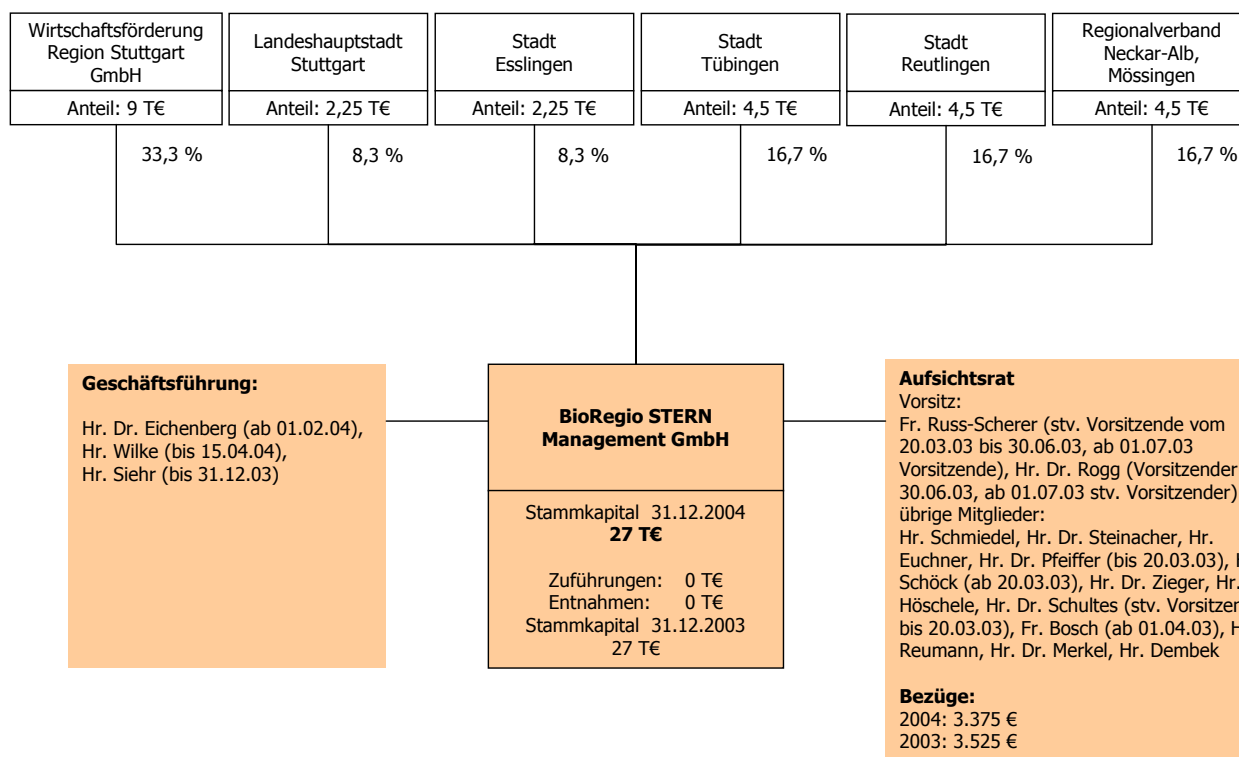 Wirtschaftsförderung
Region Stuttgart
GmbH
Anteil: 9 T€
Landeshauptstadt
Stuttgart
Anteil: 2,25 T€
Stadt
Esslingen
Anteil: 2,25 T€
Stadt
Tübingen
Anteil: 4,5 T€
Stadt
Reutlingen
Anteil: 4,5 T€
Regionalverband
Neckar-Alb,
Mössingen
Anteil: 4,5 T€
33,3 %
8,3 %
8,3 %
16,7 %
16,7 %
16,7 %
Geschäftsführung:
Hr. Dr. Eichenberg (ab 01.02.04),
Hr. Wilke (bis 15.04.04),
Hr. Siehr (bis 31.12.03)
BioRegio STERN
Management GmbH
Stammkapital 31.12.2004
27 T€
Zuführungen: 0 T€
Entnahmen: 0 T€
Stammkapital 31.12.2003
27 T€
Aufsichtsrat
Vorsitz:
Fr. Russ-Scherer (stv. Vorsitzende vom
20.03.03 bis 30.06.03, ab 01.07.03
Vorsitzende), Hr. Dr. Rogg (Vorsitzender
30.06.03, ab 01.07.03 stv. Vorsitzender)
übrige Mitglieder:
Hr. Schmiedel, Hr. Dr. Steinacher, Hr.
Euchner, Hr. Dr. Pfeiffer (bis 20.03.03),
Schöck (ab 20.03.03), Hr. Dr. Zieger, Hr.
Höschele, Hr. Dr. Schultes (stv.
bis 20.03.03), Fr. Bosch (ab 01.04.03),
Reumann, Hr. Dr. Merkel, Hr. Dembek
Bezüge:
2004: 3.375 €
2003: 3.525 €